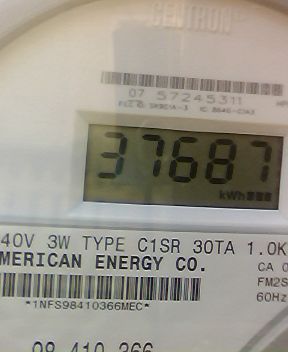 CENTRON®
07 57245311
37687
kWh
40V 3W TYPE C1SR 30TA 1.0K
MERICAN ENERGY CO.
CA 0
FM2S
60Hz
*1NFS98410366MEC*
98 410 366